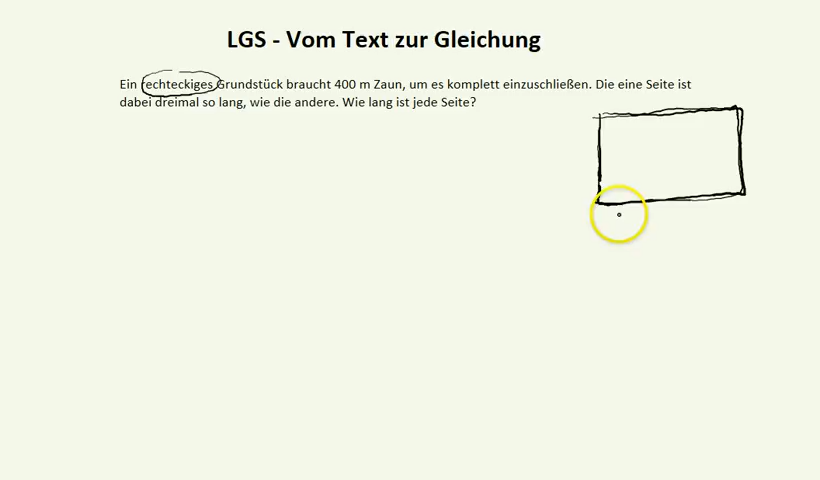 LGS - Vom Text zur Gleichung
Ein rechteckiges Grundstück braucht 400 m Zaun, um es komplett einzuschließen. Die eine Seite ist
dabei dreimal so lang, wie die andere. Wie lang ist jede Seite?